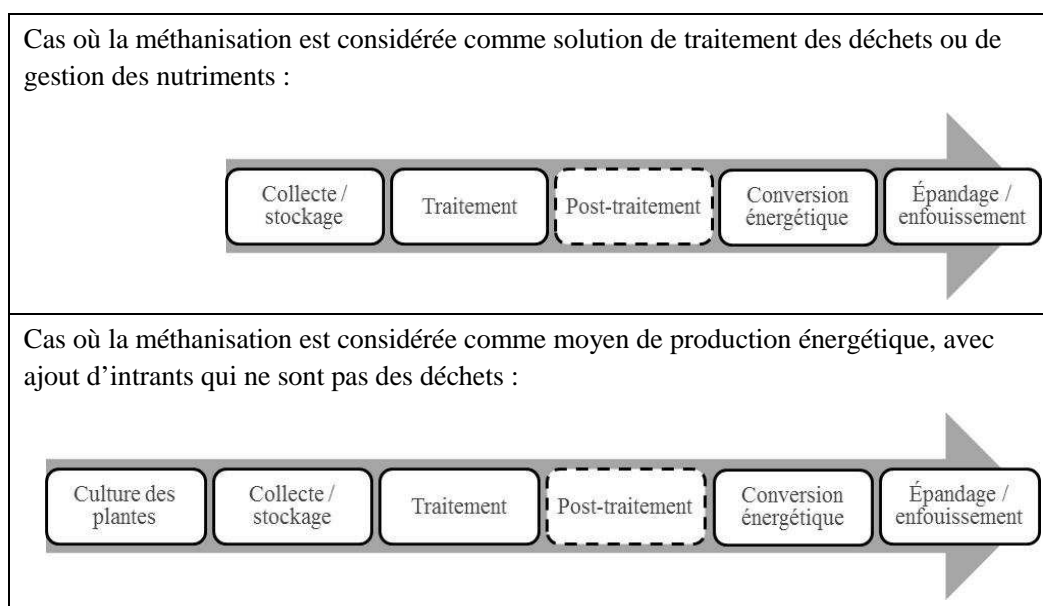 Cas où la méthanisation est considérée comme solution de traitement des déchets ou de
gestion des nutriments :
Collecte /
stockage
Traitement
Post-traitement
Conversion
énergétique
Épandage /
enfouissement
Cas où la méthanisation est considérée comme moyen de production énergétique, avec
ajout d’intrants qui ne sont pas des déchets :
Culture des
plantes
Collecte /
stockage
Traitement
Post-traitement
Conversion
énergétique
Épandage /
enfouissement